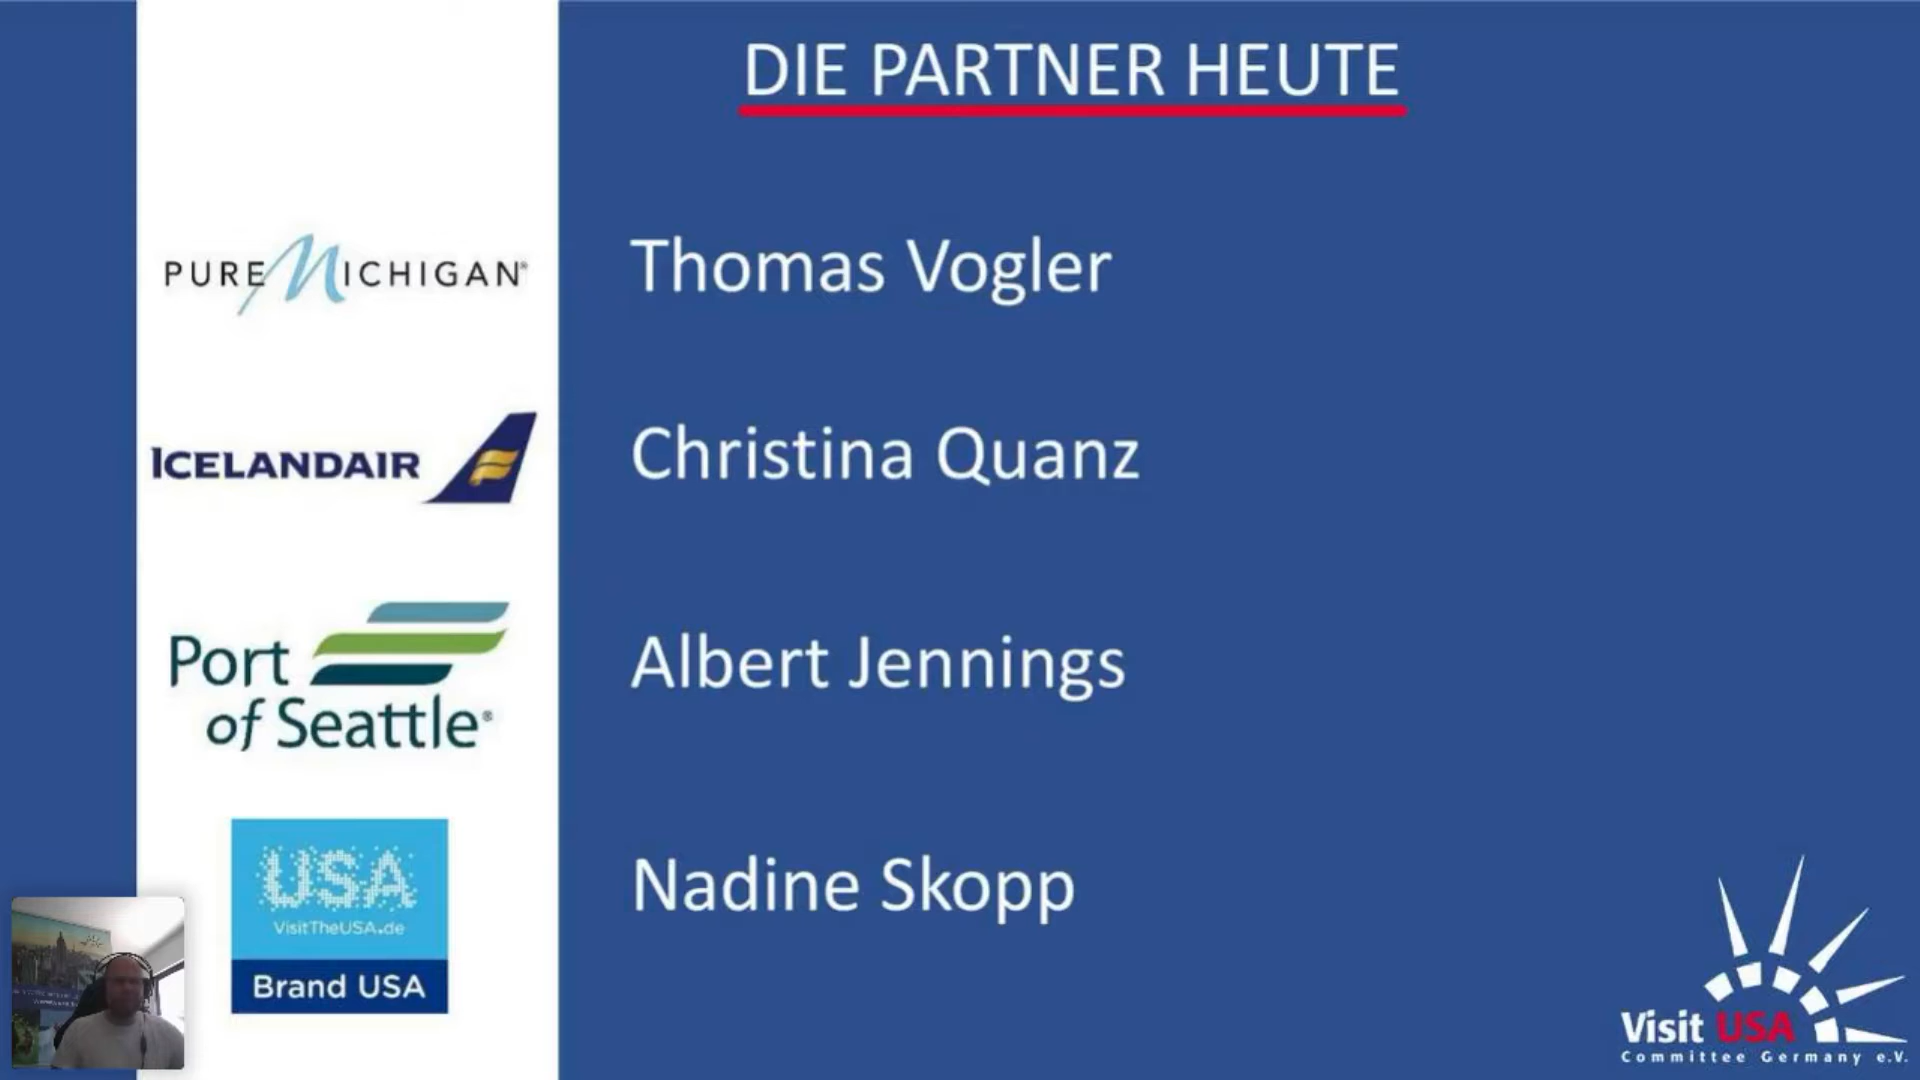 DIE PARTNER HEUTE
PURE MICHIGAN®
Thomas Vogler
ICELANDAIR
Christina Quanz
Port
of Seattle®
Albert Jennings
USA
VisitTheUSA.de
Brand USA
Nadine Skopp
Visit USA
Committee Germany e.V.